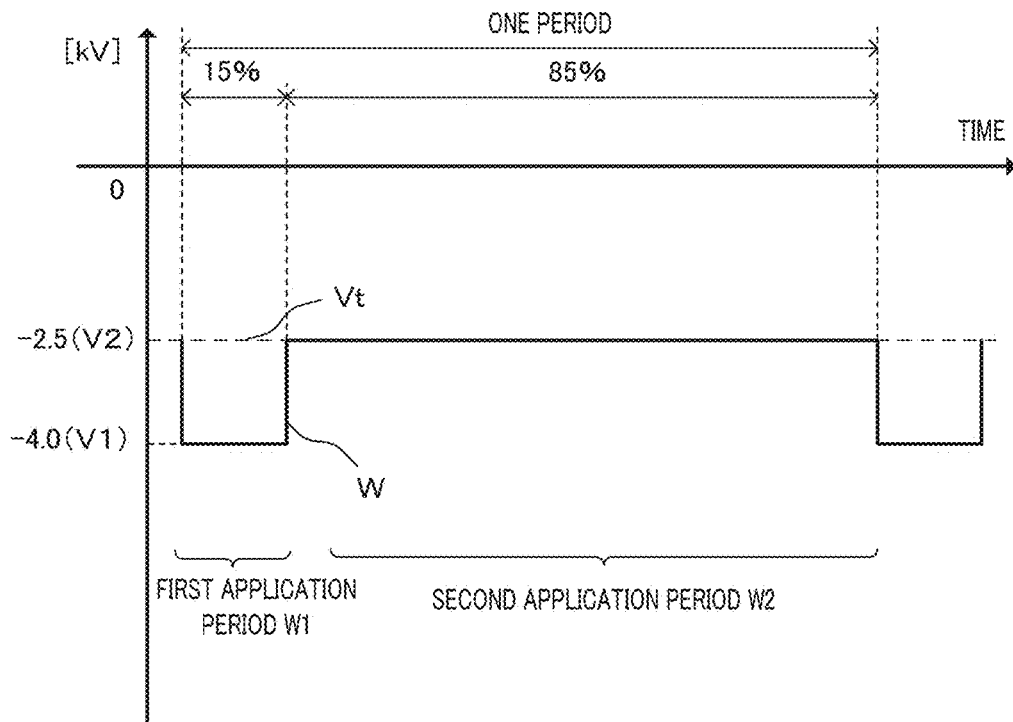 ONE PERIOD
[kV]
15%
85%
TIME
0
Vt
-2.5(V2)
-4.0(V1)
W
FIRST APPLICATION
PERIOD W1
SECOND APPLICATION PERIOD W2